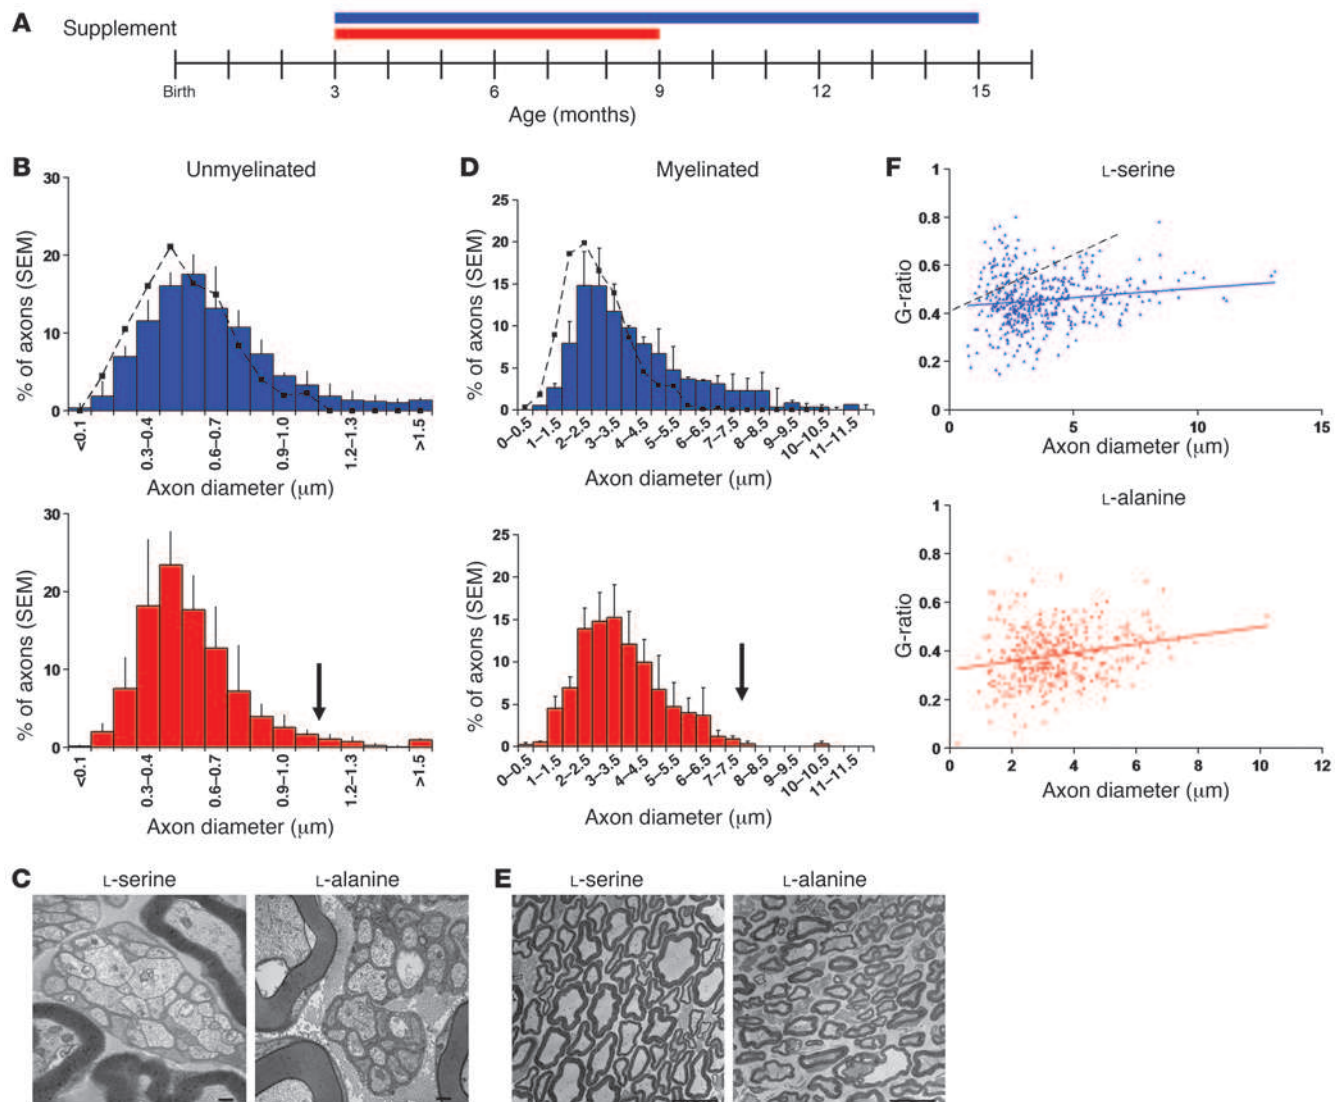 A Supplement
Birth 3 6 9 12 15
Age (months)
B Unmyelinated
30
20
10
0
% of axons (SEM)
<0.1 0.3–0.4 0.6–0.7 0.9–1.0 1.2–1.3 >1.5
Axon diameter (μm)
30
20
10
0
% of axons (SEM)
<0.1 0.3–0.4 0.6–0.7 0.9–1.0 1.2–1.3 >1.5
Axon diameter (μm)
D Myelinated
25
20
15
10
5
0
% of axons (SEM)
0–0.5 1–1.5 2–2.5 3–3.5 4–4.5 5–5.5 6–6.5 7–7.5 8–8.5 9–9.5 10–10.5 11–11.5
Axon diameter (μm)
25
20
15
10
5
0
% of axons (SEM)
0–0.5 1–1.5 2–2.5 3–3.5 4–4.5 5–5.5 6–6.5 7–7.5 8–8.5 9–9.5 10–10.5 11–11.5
Axon diameter (μm)
F L-serine
1
0.8
0.6
0.4
0.2
0
G-ratio
0 5 10 15
Axon diameter (μm)
L-alanine
1
0.8
0.6
0.4
0.2
0
G-ratio
0 2 4 6 8 10 12
Axon diameter (μm)
C L-serine L-alanine
E L-serine L-alanine